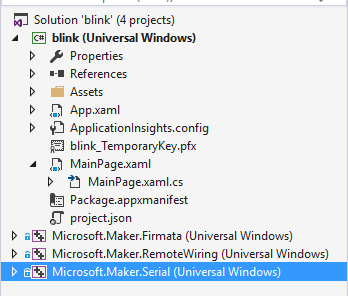 Solution 'blink' (4 projects)
C# blink (Universal Windows)
Properties
References
Assets
App.xaml
ApplicationInsights.config
blink_TemporaryKey.pfx
MainPage.xaml
MainPage.xaml.cs
Package.appxmanifest
project.json
Microsoft.Maker.Firmata (Universal Windows)
Microsoft.Maker.RemoteWiring (Universal Windows)
Microsoft.Maker.Serial (Universal Windows)